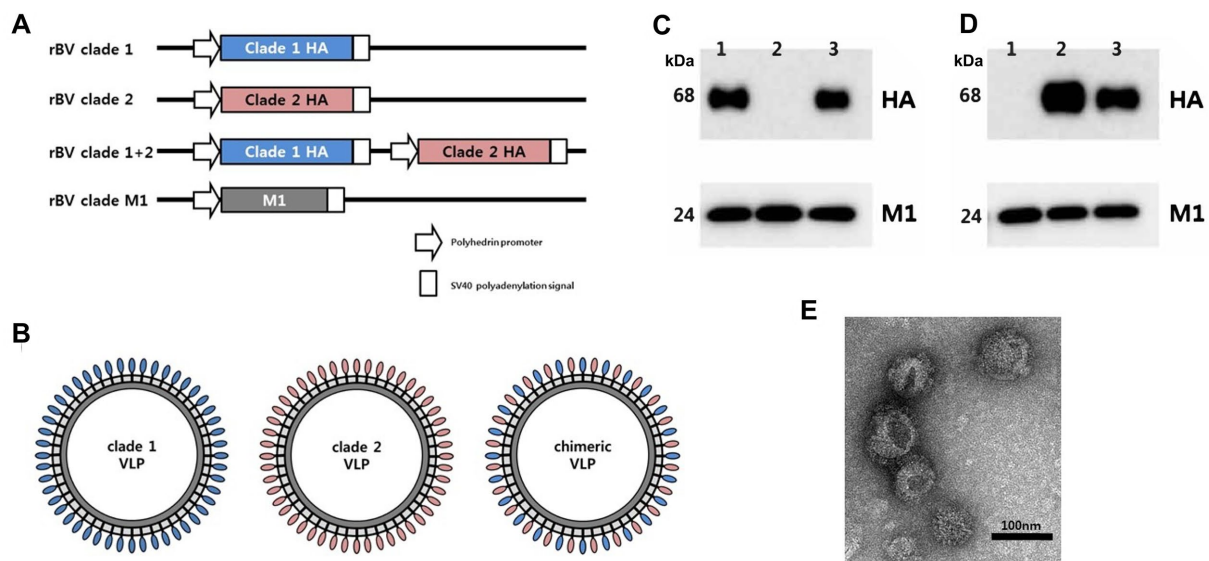 A
rBV clade 1
Clade 1 HA
rBV clade 2
Clade 2 HA
rBV clade 1+2
Clade 1 HA
Clade 2 HA
rBV clade M1
M1
Polyhedrin promoter
SV40 polyadenylation signal
B
clade 1
VLP
clade 2
VLP
chimeric
VLP
C
kDa
1 2 3
68
HA
24
M1
D
kDa
1 2 3
68
HA
24
M1
E
100nm